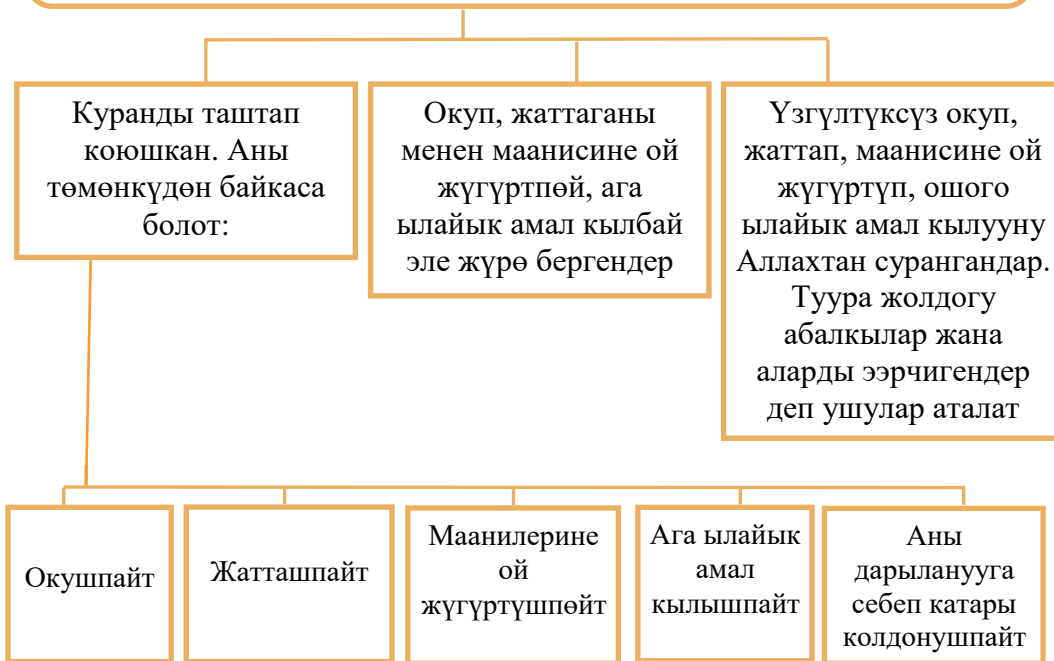 Куранды таштап
коюшкан. Аны
төмөнкүдөн байкаса
болот:
Окуп, жаттаганы
менен маанисине ой
жүгүртпөй, ага
ылайык амал кылбай
эле жүрө бергендер
Үзгүлтүксүз окуп,
жаттап, маанисине ой
жүгүртүп, ошого
ылайык амал кылууну
Аллахтан сурангандар.
Туура жолдогу
абалкылар жана
аларды ээрчигендер
деп ушулар аталат
Окушпайт
Жатташпайт
Маанилерине
ой
жүгүртүшпөйт
Ага ылайык
амал
кылышпайт
Аны
дарыланууга
себеп катары
колдонушпайт